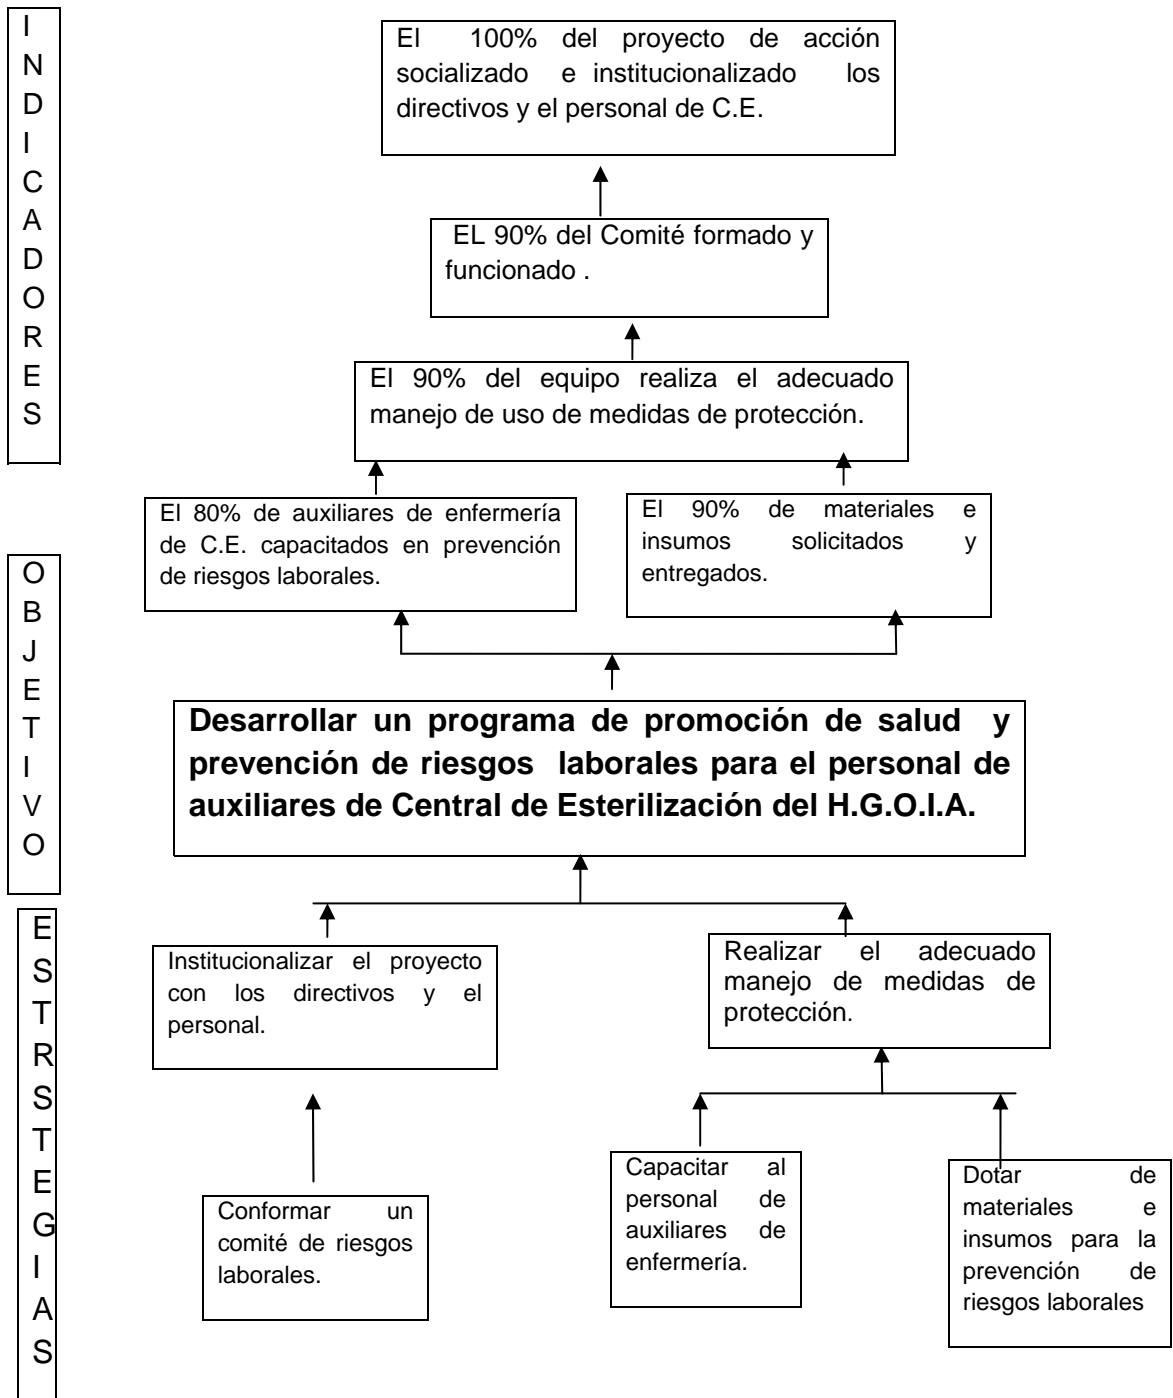 I
N
D
I
C
A
D
O
R
E
S
El 100% del proyecto de acción
socializado e institucionalizado los
directivos y el personal de C.E.
EL 90% del Comité formado y
funcionado .
El 90% del equipo realiza el adecuado
manejo de uso de medidas de protección.
El 80% de auxiliares de enfermería
de C.E. capacitados en prevención
de riesgos laborales.
El 90% de materiales e
insumos solicitados y
entregados.
O
B
J
E
T
I
V
O
Desarrollar un programa de promoción de salud y
prevención de riesgos laborales para el personal de
auxiliares de Central de Esterilización del H.G.O.I.A.
E
S
T
R
S
T
E
G
I
A
S
Institucionalizar el proyecto
con los directivos y el
personal.
Realizar el adecuado
manejo de medidas de
protección.
Conformar un
comité de riesgos
laborales.
Capacitar al
personal de
auxiliares de
enfermería.
Dotar de
materiales e
insumos para la
prevención de
riesgos laborales